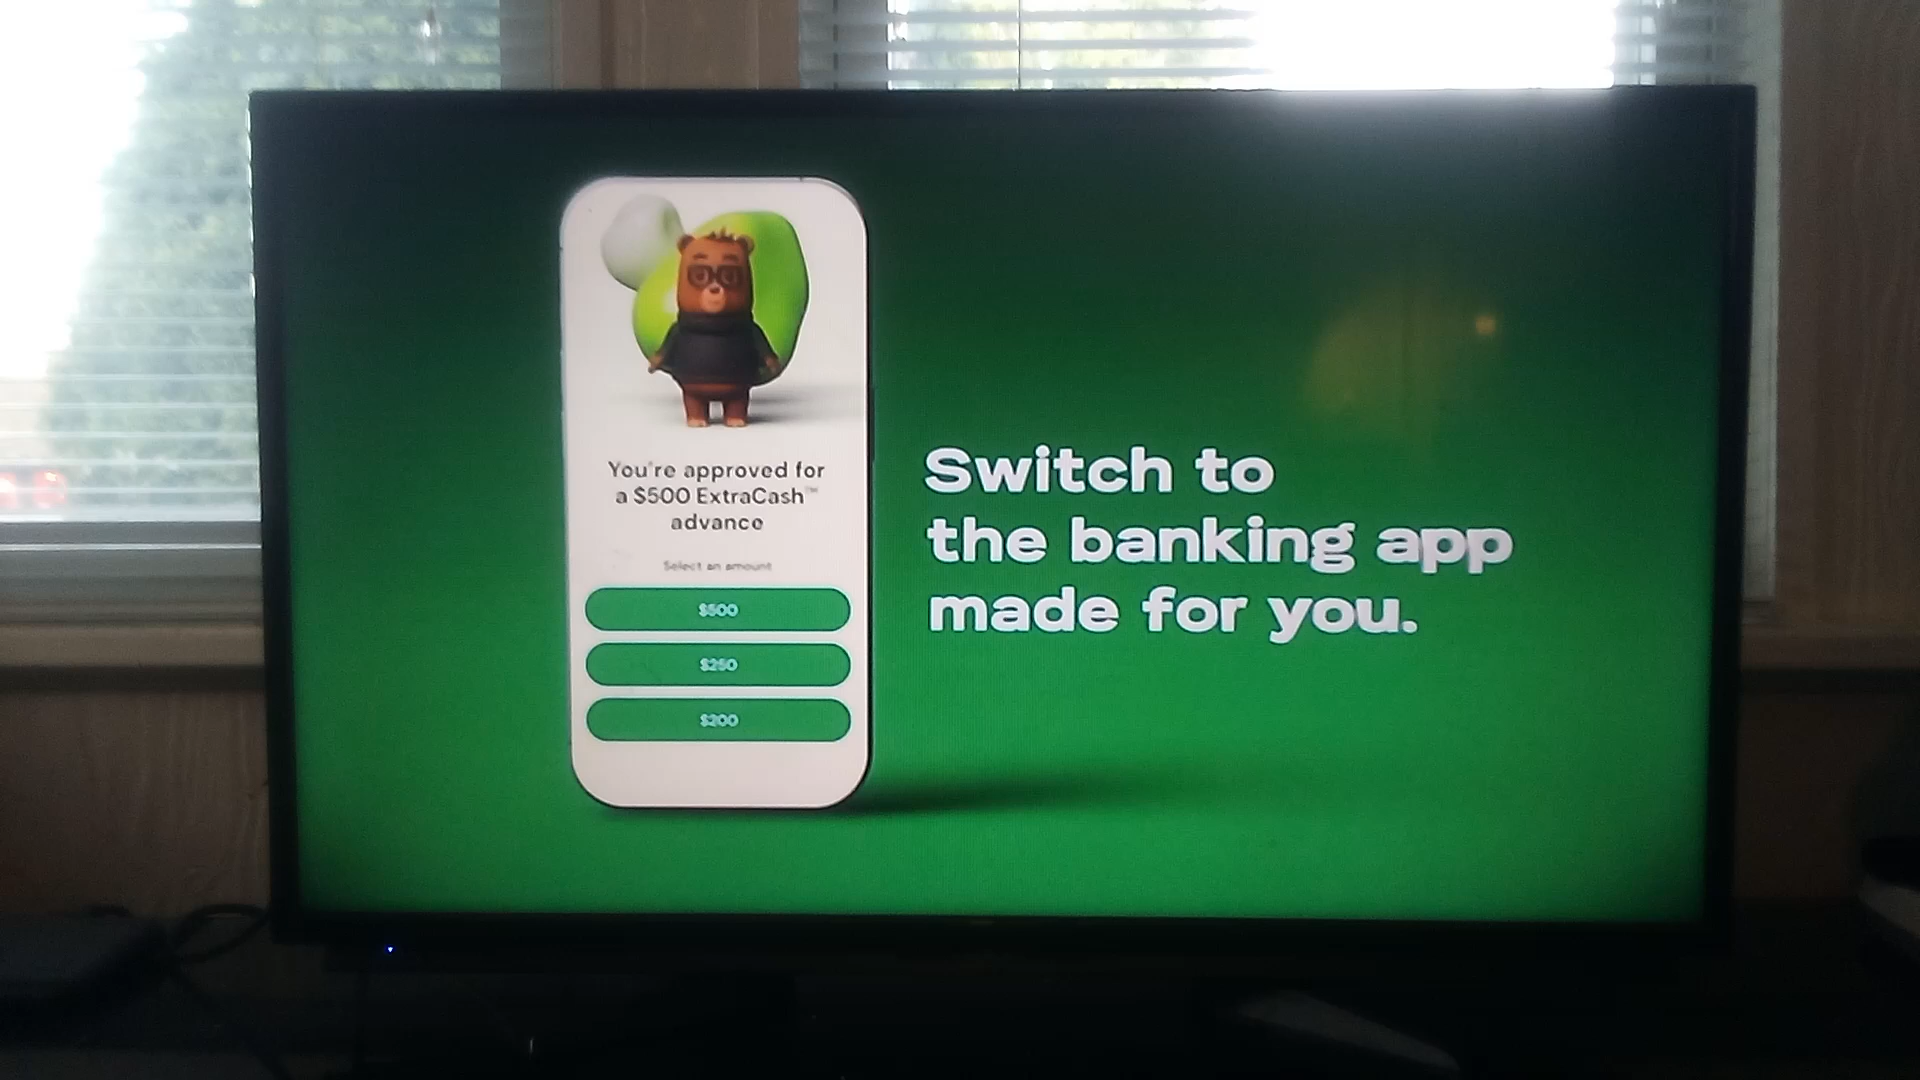 You're approved for
a $500 ExtraCash™
advance
Select an amount
$500
$250
$200
Switch to
the banking app
made for you.